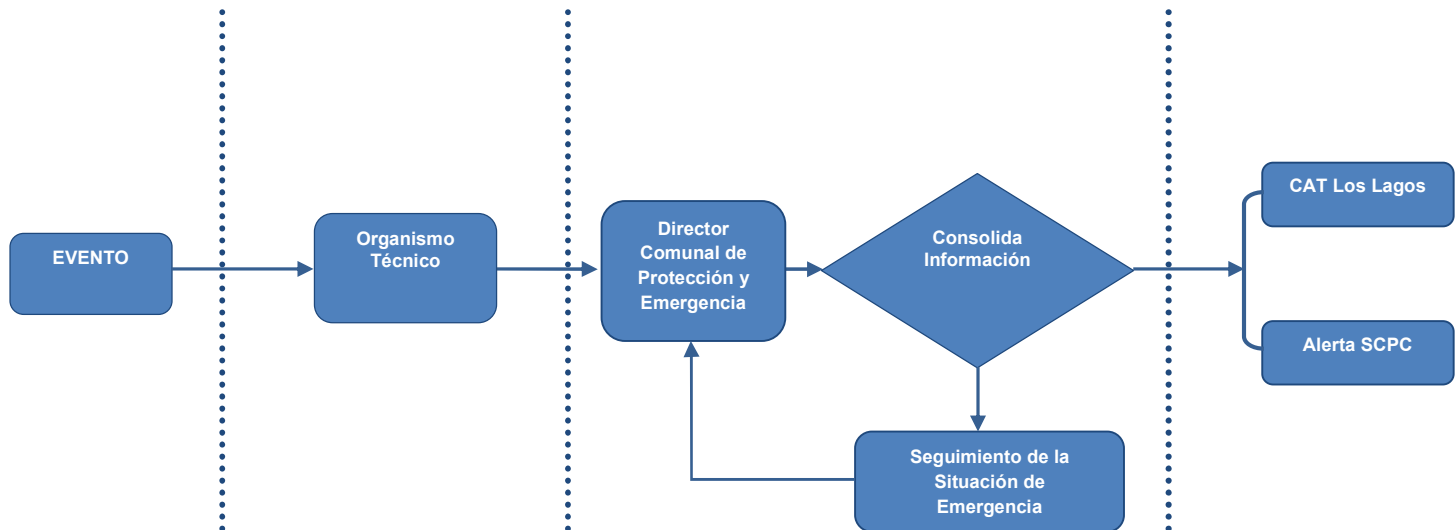 EVENTO
Organismo
Técnico
Director
Comunal de
Protección y
Emergencia
Consolida
Información
CAT Los Lagos
Alerta SCPC
Seguimiento de la
Situación de
Emergencia